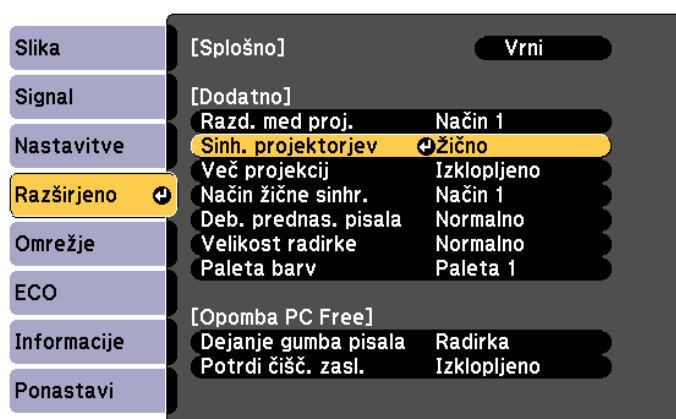 Slika
Signal
Nastavitve
Razširjeno
Omrežje
ECO
Informacije
Ponastavi
[Splošno] Vrni
[Dodatno]
Razd. med proj. Način 1
Sinh. projektorjev Žično
Več projekcij Izklopljeno
Način žične sinhr. Način 1
Deb. prednas. pisala Normalno
Velikost radirke Normalno
Paleta barv Paleta 1
[Opomba PC Free]
Dejanje gumba pisala Radirka
Potrdi čišč. zasl. Izklopljeno